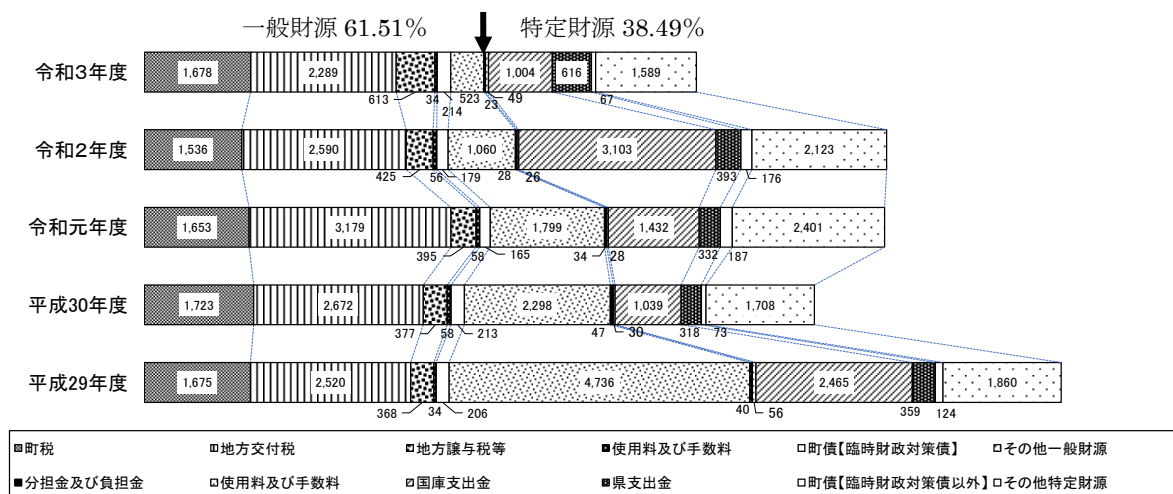 一般財源 61.51% 特定財源 38.49%
令和3年度 1,678 2,289 1,004 616 1,589
613 34 214 523 23 49 67
令和2年度 1,536 2,590 1,060 3,103 2,123
425 56 179 28 26 393 176
令和元年度 1,653 3,179 1,799 1,432 2,401
395 58 165 34 28 332 187
平成30年度 1,723 2,672 2,298 1,039 1,708
377 58 213 47 30 318 73
平成29年度 1,675 2,520 4,736 2,465 1,860
368 34 206 40 56 359 124
町税 地方交付税 地方譲与税等 使用料及び手数料 町債【臨時財政対策債】 その他一般財源
分担金及び負担金 使用料及び手数料 国庫支出金 県支出金 町債【臨時財政対策債以外】 その他特定財源